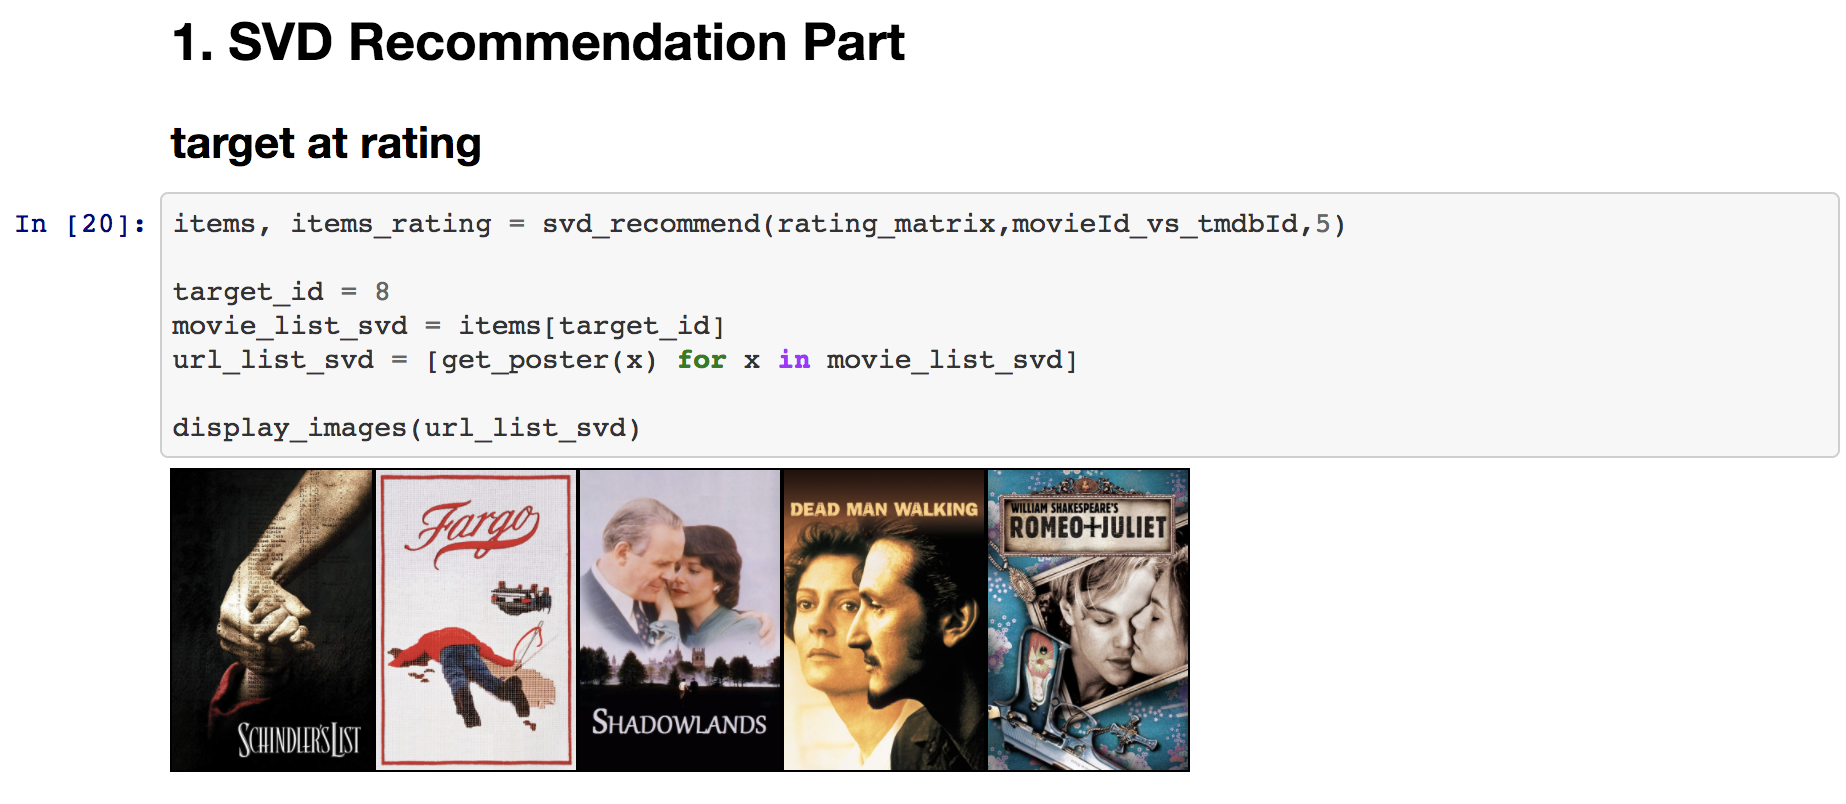 1. SVD Recommendation Part
target at rating
In [20]:
items, items_rating = svd_recommend(rating_matrix,movieId_vs_tmdbId,5)
target_id = 8
movie_list_svd = items[target_id]
url_list_svd = [get_poster(x) for x in movie_list_svd]
display_images(url_list_svd)
SCHINDLER'S LIST
Fargo
SHADOWLANDS
DEAD MAN WALKING
WILLIAM SHAKESPEARE'S
ROMEO+JULIET